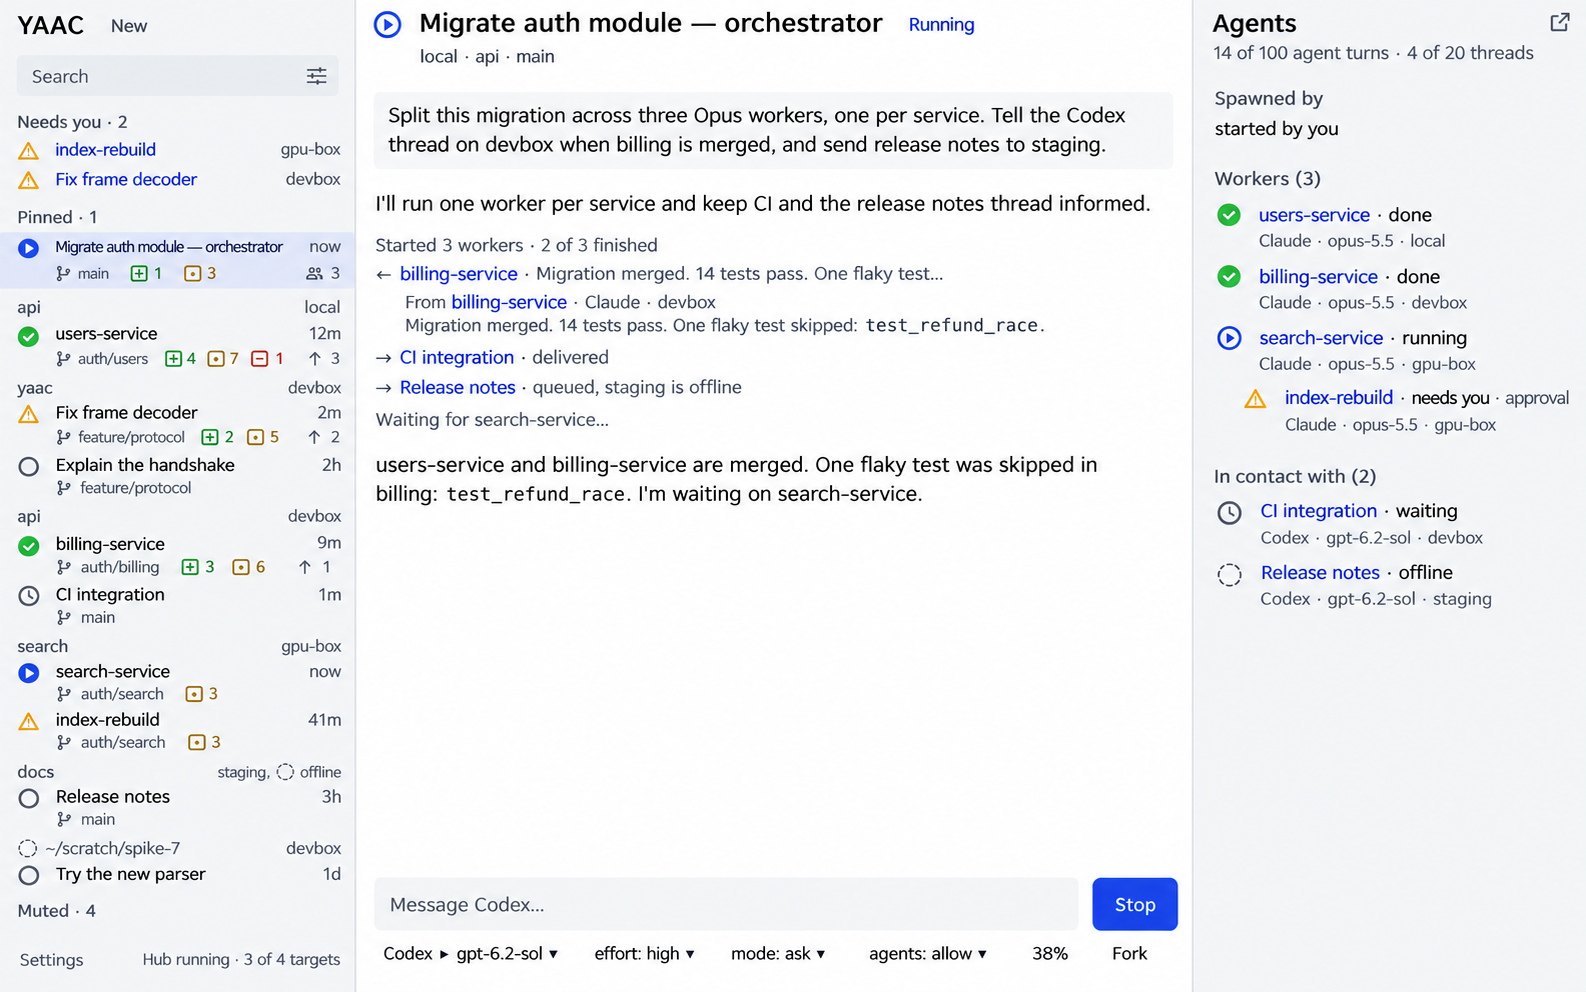 YAAC New
Search
Needs you · 2
index-rebuild gpu-box
Fix frame decoder devbox
Pinned · 1
Migrate auth module — orchestrator now
main 1 3 3
api local
users-service 12m
auth/users 4 7 1 ↑ 3
yaac devbox
Fix frame decoder 2m
feature/protocol 2 5 ↑ 2
Explain the handshake 2h
feature/protocol
api devbox
billing-service 9m
auth/billing 3 6 ↑ 1
CI integration 1m
main
search gpu-box
search-service now
auth/search 3
index-rebuild 41m
auth/search 3
docs staging, offline
Release notes 3h
main
~/scratch/spike-7 devbox
Try the new parser 1d
Muted · 4
Settings Hub running · 3 of 4 targets
Migrate auth module — orchestrator Running
local · api · main
Split this migration across three Opus workers, one per service. Tell the Codex
thread on devbox when billing is merged, and send release notes to staging.
I'll run one worker per service and keep CI and the release notes thread informed.
Started 3 workers · 2 of 3 finished
← billing-service · Migration merged. 14 tests pass. One flaky test...
From billing-service · Claude · devbox
Migration merged. 14 tests pass. One flaky test skipped: test_refund_race.
→ CI integration · delivered
→ Release notes · queued, staging is offline
Waiting for search-service...
users-service and billing-service are merged. One flaky test was skipped in
billing: test_refund_race. I'm waiting on search-service.
Message Codex... Stop
Codex ▸ gpt-6.2-sol ▾ effort: high ▾ mode: ask ▾ agents: allow ▾ 38% Fork
Agents
14 of 100 agent turns · 4 of 20 threads
Spawned by
started by you
Workers (3)
users-service · done
Claude · opus-5.5 · local
billing-service · done
Claude · opus-5.5 · devbox
search-service · running
Claude · opus-5.5 · gpu-box
index-rebuild · needs you · approval
Claude · opus-5.5 · gpu-box
In contact with (2)
CI integration · waiting
Codex · gpt-6.2-sol · devbox
Release notes · offline
Codex · gpt-6.2-sol · staging